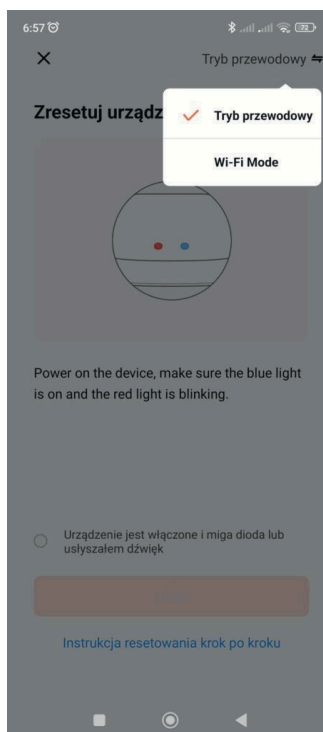 6:57
72
Tryb przewodowy
Zresetuj urządz
Tryb przewodowy
Wi-Fi Mode
Power on the device, make sure the blue light
is on and the red light is blinking.
Urządzenie jest włączone i miga dioda lub
usłyszałem dźwięk
Instrukcja resetowania krok po kroku